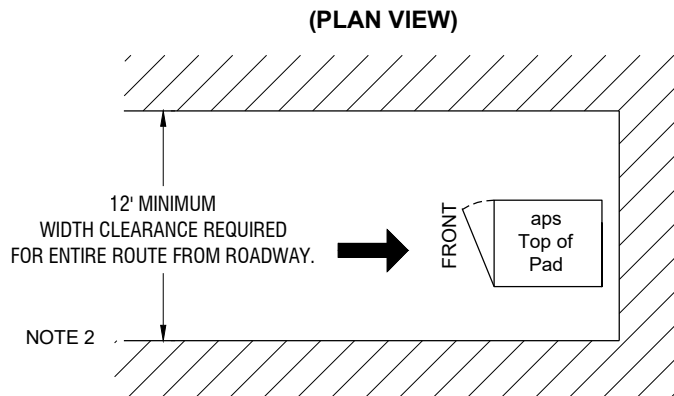 (PLAN VIEW)
12' MINIMUM
WIDTH CLEARANCE REQUIRED
FOR ENTIRE ROUTE FROM ROADWAY.
FRONT
aps
Top of
Pad
NOTE 2